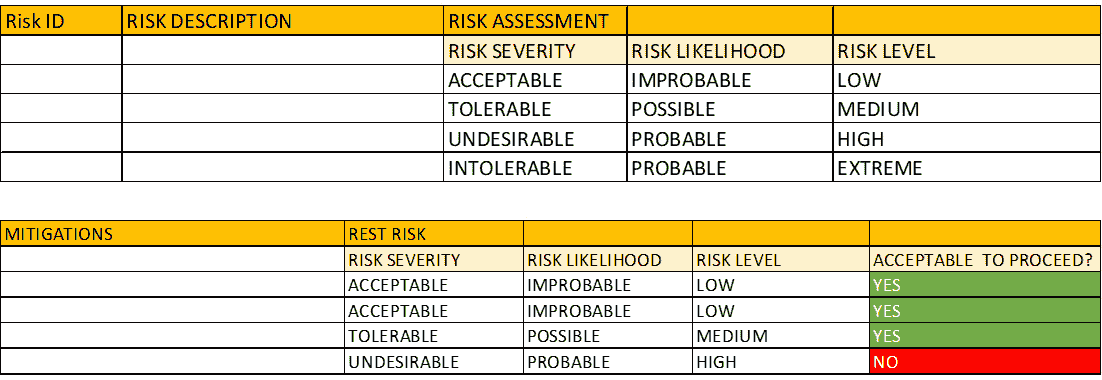 Risk ID RISK DESCRIPTION RISK ASSESSMENT
RISK SEVERITY RISK LIKELIHOOD RISK LEVEL
ACCEPTABLE IMPROBABLE LOW
TOLERABLE POSSIBLE MEDIUM
UNDESIRABLE PROBABLE HIGH
INTOLERABLE PROBABLE EXTREME
MITIGATIONS REST RISK
RISK SEVERITY RISK LIKELIHOOD RISK LEVEL ACCEPTABLE TO PROCEED?
ACCEPTABLE IMPROBABLE LOW YES
ACCEPTABLE IMPROBABLE LOW YES
TOLERABLE POSSIBLE MEDIUM YES
UNDESIRABLE PROBABLE HIGH NO